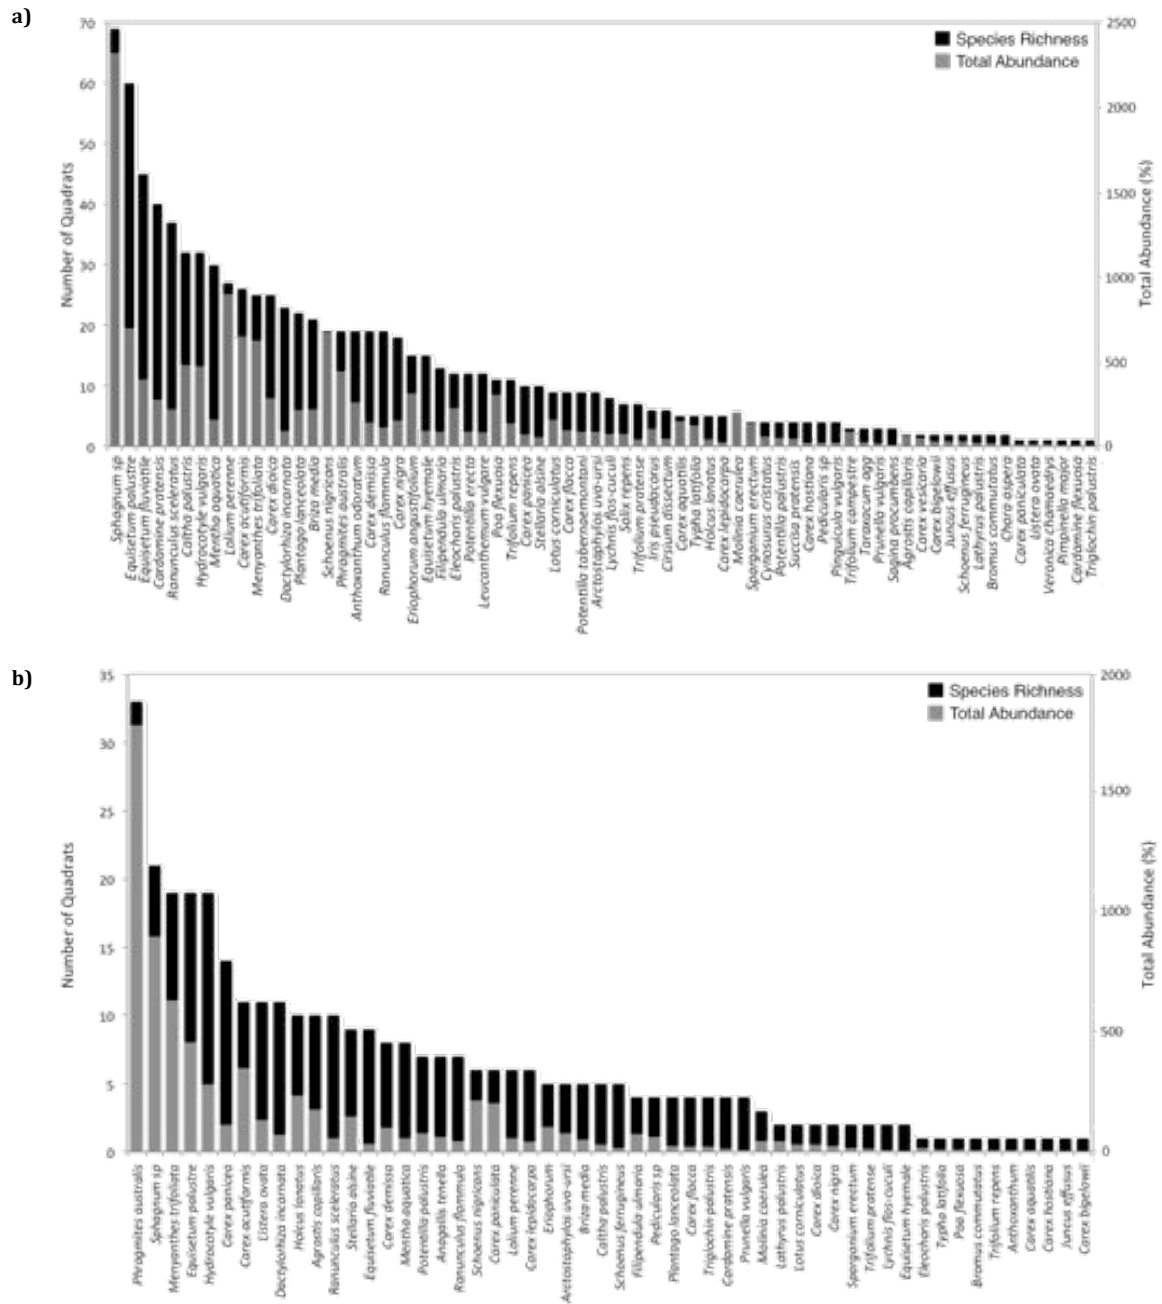 a)
70
60
50
40
30
20
10
0
Number of Quadrats
2500
2000
1500
1000
500
0
Total Abundance (%)
Species Richness
Total Abundance
Sphagnum sp
Equisetum palustre
Equisetum fluviatile
Cardamine pratensis
Ranunculus sceleratus
Caltha palustris
Hydrocotyle vulgaris
Mentha aquatica
Lolium perenne
Carex acutiformis
Menyanthes trifoliata
Carex dioica
Dactylorhiza incarnata
Plantago lanceolata
Briza media
Schoenus nigricans
Phragmites australis
Anthoxanthum odoratum
Carex demissa
Ranunculus flammula
Carex nigra
Eriophorum angustifolium
Equisetum hyemale
Filipendula ulmaria
Eleocharis palustris
Potentilla erecta
Leucanthemum vulgare
Poa flexuosa
Trifolium repens
Carex panicea
Stellaria alsine
Lotus corniculatus
Carex flacca
Potentilla tabernaemontani
Arctostaphylos uva-ursi
Lychnis flos-cuculi
Salix repens
Trifolium pratense
Iris pseudacorus
Cirsium dissectum
Carex aquatilis
Typha latifolia
Holcus lanatus
Carex lepidocarpa
Molinia caerulea
Sparganium erectum
Cynosurus cristatus
Potentilla palustris
Succisa pratensis
Carex hostiana
Pedicularis sp
Pinguicula vulgaris
Trifolium campestre
Taraxacum agg
Prunella vulgaris
Sagina procumbens
Agrostis capillaris
Carex vesicaria
Carex bigelowii
Juncus effusus
Schoenus ferrugineus
Lathyrus palustris
Bromus commutatus
Chara aspera
Carex paniculata
Listera ovata
Veronica chamaedrys
Pimpinella major
Cardamine flexuosa
Triglochin palustris
b)
35
30
25
20
15
10
5
0
Number of Quadrats
2000
1500
1000
500
0
Total Abundance (%)
Species Richness
Total Abundance
Phragmites australis
Sphagnum sp
Menyanthes trifoliata
Equisetum palustre
Hydrocotyle vulgaris
Carex panicea
Carex acutiformis
Listera ovata
Dactylorhiza incarnata
Holcus lanatus
Agrostis capillaris
Ranunculus sceleratus
Stellaria alsine
Equisetum fluviatile
Carex demissa
Mentha aquatica
Potentilla palustris
Anagallis tenella
Ranunculus flammula
Schoenus nigricans
Carex paniculata
Lolium perenne
Carex lepidocarpa
Eriophorum
Arctostaphylos uva-ursi
Briza media
Caltha palustris
Schoenus ferrugineus
Filipendula ulmaria
Pedicularis sp
Plantago lanceolata
Carex flacca
Triglochin palustris
Cardamine pratensis
Prunella vulgaris
Molinia caerulea
Lathyrus palustris
Lotus corniculatus
Carex dioica
Carex nigra
Sparganium erectum
Trifolium pratense
Lychnis flos-cuculi
Equisetum hyemale
Eleocharis palustris
Typha latifolia
Poa flexuosa
Bromus commutatus
Trifolium repens
Anthoxanthum
Carex aquatilis
Carex hostiana
Juncus effusus
Carex bigelowii